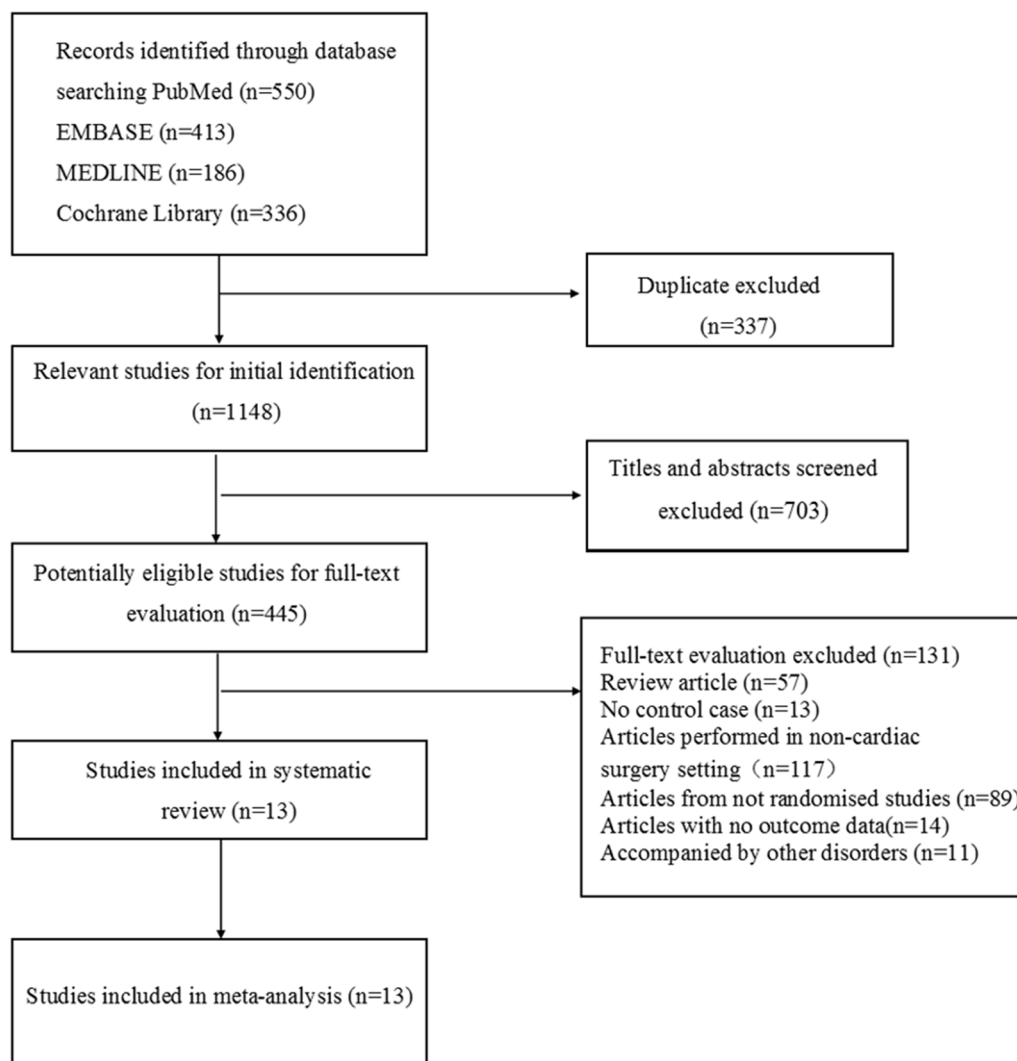 Records identified through database
searching PubMed (n=550)
EMBASE (n=413)
MEDLINE (n=186)
Cochrane Library (n=336)
Duplicate excluded
(n=337)
Relevant studies for initial identification
(n=1148)
Titles and abstracts screened
excluded (n=703)
Potentially eligible studies for full-text
evaluation (n=445)
Full-text evaluation excluded (n=131)
Review article (n=57)
No control case (n=13)
Articles performed in non-cardiac
surgery setting（n=117)
Articles from not randomised studies (n=89)
Articles with no outcome data(n=14)
Accompanied by other disorders (n=11)
Studies included in systematic
review (n=13)
Studies included in meta-analysis (n=13)